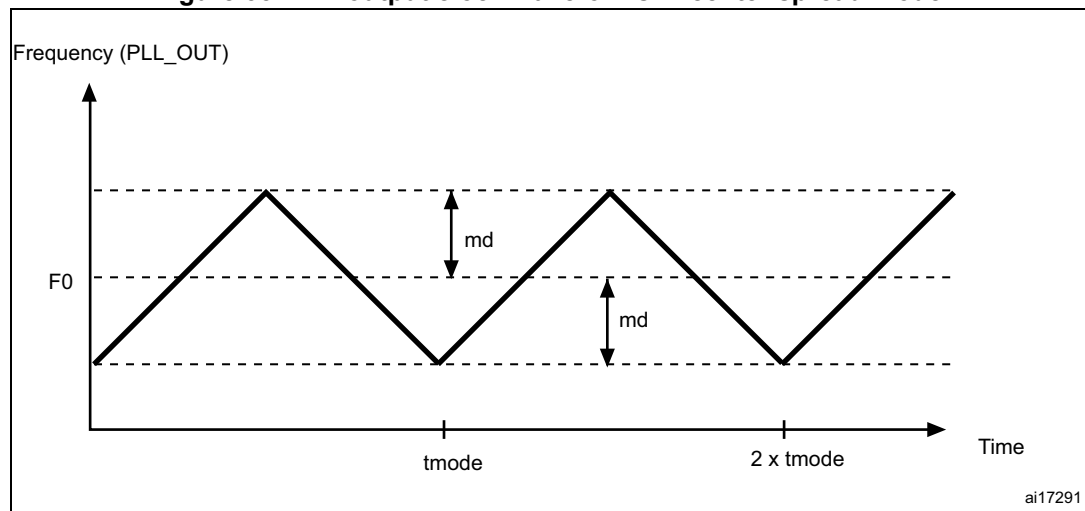 Frequency (PLL_OUT)
md
F0
md
tmode
2 x tmode
Time
ai17291